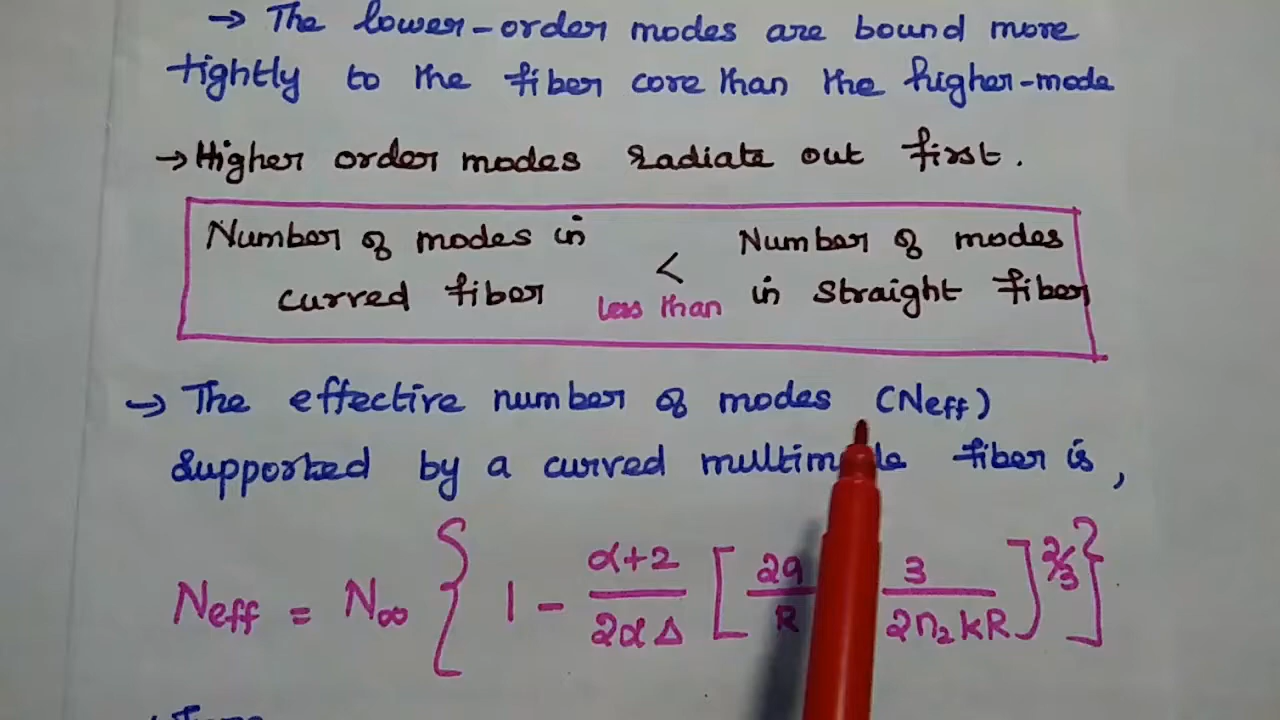 → The lower-order modes are bound more
tightly to the fiber core than the higher-mode
→ Higher order modes radiate out first.
Number of modes in curved fiber < less than Number of modes in straight fiber
→ The effective number of modes (Neff)
supported by a curved multimode fiber is,
Neff = N∞ { 1 - α+2/2αΔ [ 2a/R 3/2n₂kR ]^2/3 }